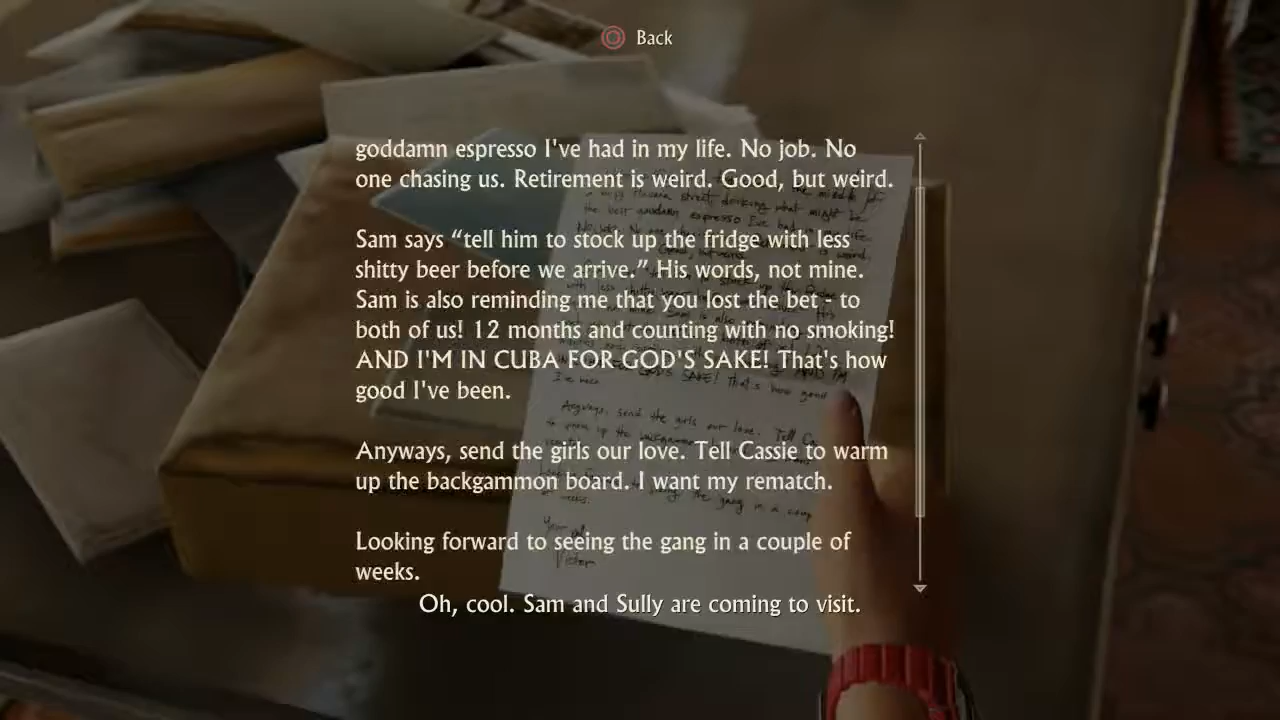 Back
goddamn espresso I've had in my life. No job. No
one chasing us. Retirement is weird. Good, but weird.
Sam says “tell him to stock up the fridge with less
shitty beer before we arrive.” His words, not mine.
Sam is also reminding me that you lost the bet - to
both of us! 12 months and counting with no smoking!
AND I'M IN CUBA FOR GOD'S SAKE! That's how
good I've been.
Anyways, send the girls our love. Tell Cassie to warm
up the backgammon board. I want my rematch.
Looking forward to seeing the gang in a couple of
weeks.
Oh, cool. Sam and Sully are coming to visit.